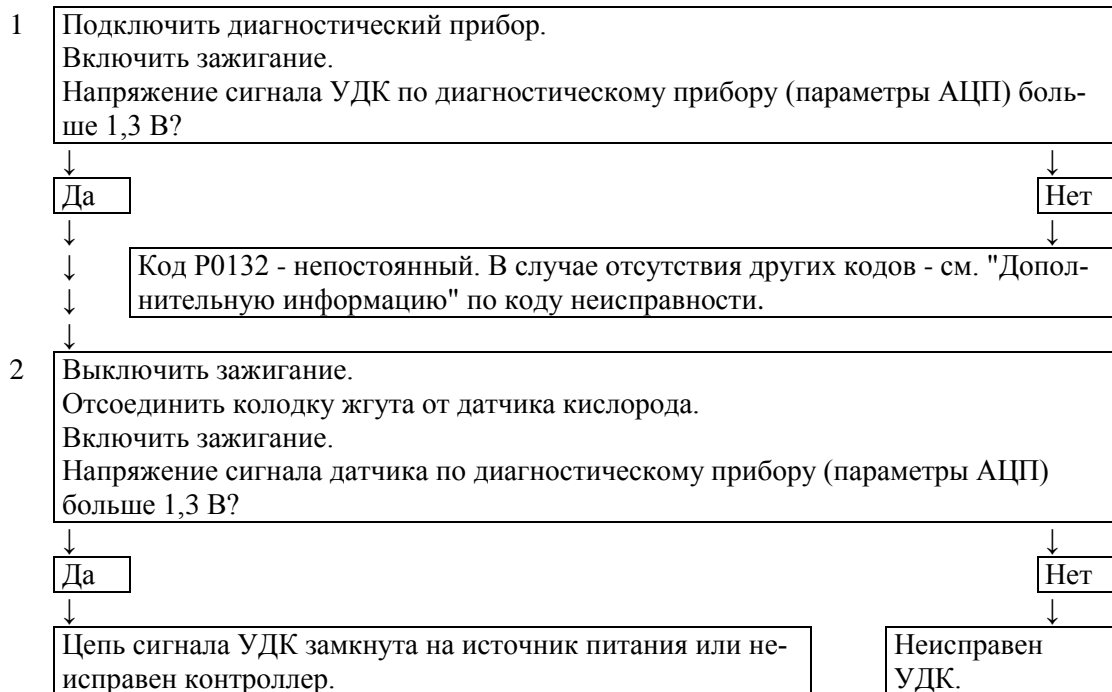 1 Подключить диагностический прибор.
Включить зажигание.
Напряжение сигнала УДК по диагностическому прибору (параметры АЦП) боль-
ше 1,3 В?
↓ ↓
Да Нет
↓ ↓
↓ Код Р0132 - непостоянный. В случае отсутствия других кодов - см. "Допол-
↓ нительную информацию" по коду неисправности.
↓
2 Выключить зажигание.
Отсоединить колодку жгута от датчика кислорода.
Включить зажигание.
Напряжение сигнала датчика по диагностическому прибору (параметры АЦП)
больше 1,3 В?
↓ ↓
Да Нет
↓ ↓
Цепь сигнала УДК замкнута на источник питания или не- Неисправен
исправен контроллер. УДК.